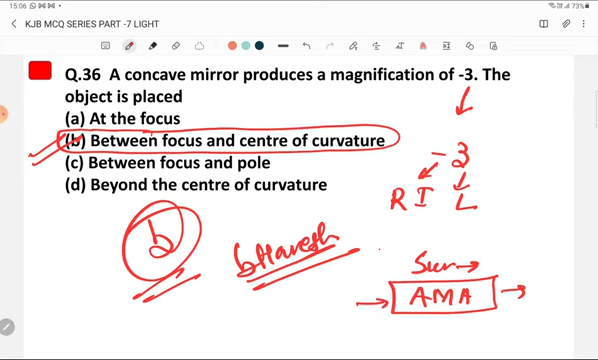 15:06
73%
KJB MCQ SERIES PART -7 LIGHT
Q.36 A concave mirror produces a magnification of -3. The
object is placed
(a) At the focus
(b) Between focus and centre of curvature
(c) Between focus and pole
(d) Beyond the centre of curvature
-3
R I L
b
AMA